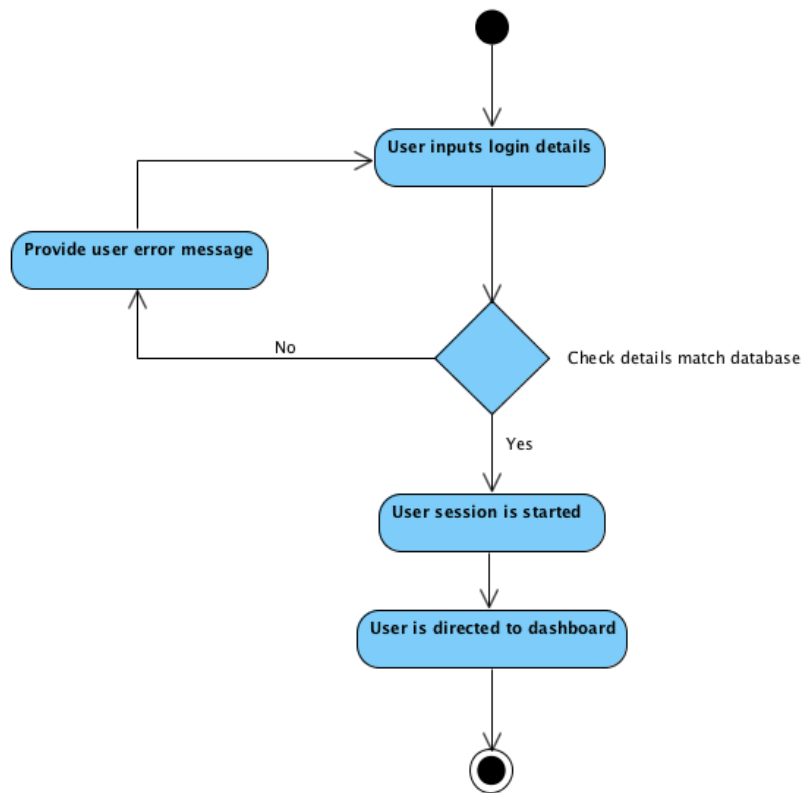 User inputs login details
Provide user error message
No
Check details match database
Yes
User session is started
User is directed to dashboard